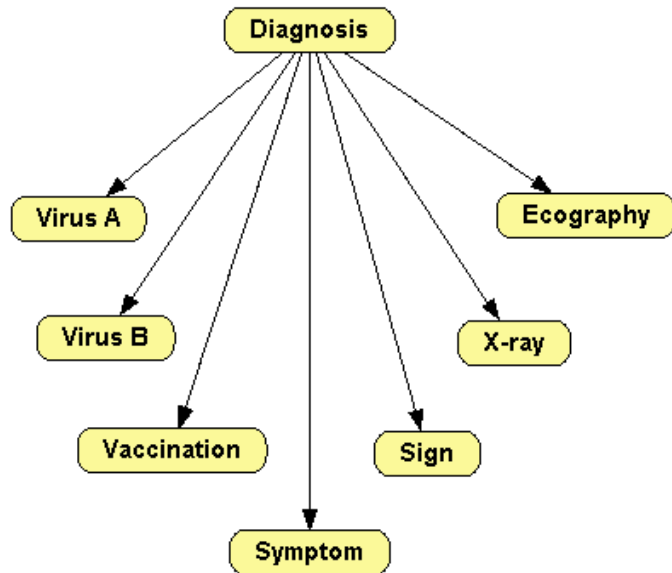 Diagnosis
Virus A
Ecography
Virus B
X-ray
Vaccination
Sign
Symptom